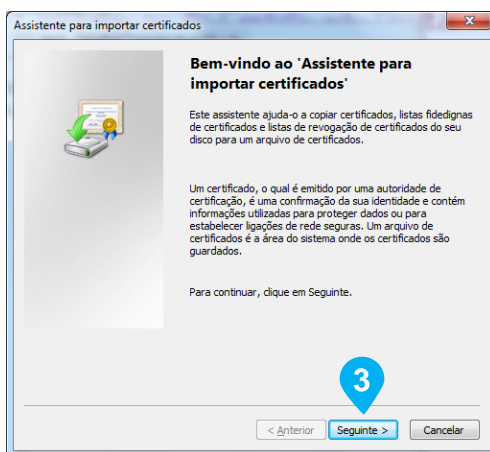 Assistente para importar certificados
Bem-vindo ao 'Assistente para
importar certificados'
Este assistente ajuda-o a copiar certificados, listas fidedignas
de certificados e listas de revogação de certificados do seu
disco para um arquivo de certificados.
Um certificado, o qual é emitido por uma autoridade de
certificação, é uma confirmação da sua identidade e contém
informações utilizadas para proteger dados ou para
estabelecer ligações de rede seguras. Um arquivo de
certificados é a área do sistema onde os certificados são
guardados.
Para continuar, clique em Seguinte.
3
< Anterior Seguinte > Cancelar